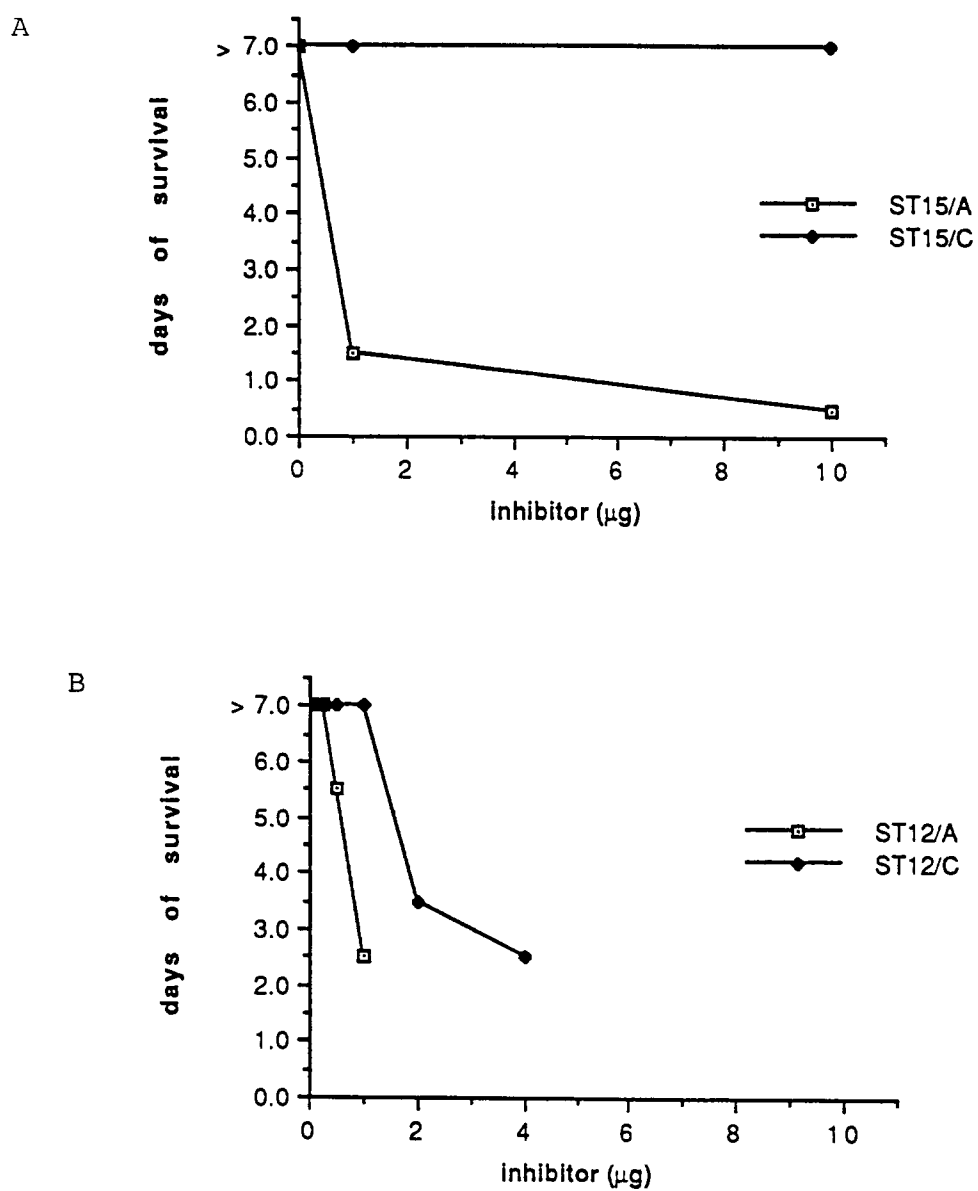 A
> 7.0
6.0
5.0
4.0
3.0
2.0
1.0
0.0
days of survival
0 2 4 6 8 10
inhibitor (µg)
ST15/A
ST15/C
B
> 7.0
6.0
5.0
4.0
3.0
2.0
1.0
0.0
days of survival
0 2 4 6 8 10
inhibitor (µg)
ST12/A
ST12/C